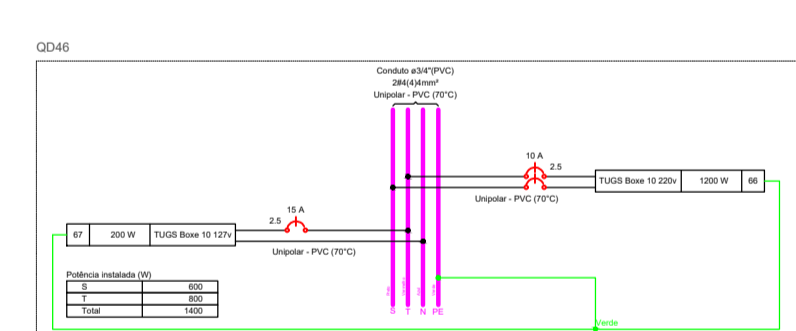 QD46
Conduto ø3/4"(PVC)
2#4(4)4mm²
Unipolar - PVC (70°C)
10 A
2.5
TUGS Boxe 10 220v
1200 W
66
Unipolar - PVC (70°C)
15 A
2.5
67
200 W
TUGS Boxe 10 127v
Unipolar - PVC (70°C)
Potência instalada (W)
S 600
T 800
Total 1400
S T N PE
Verde